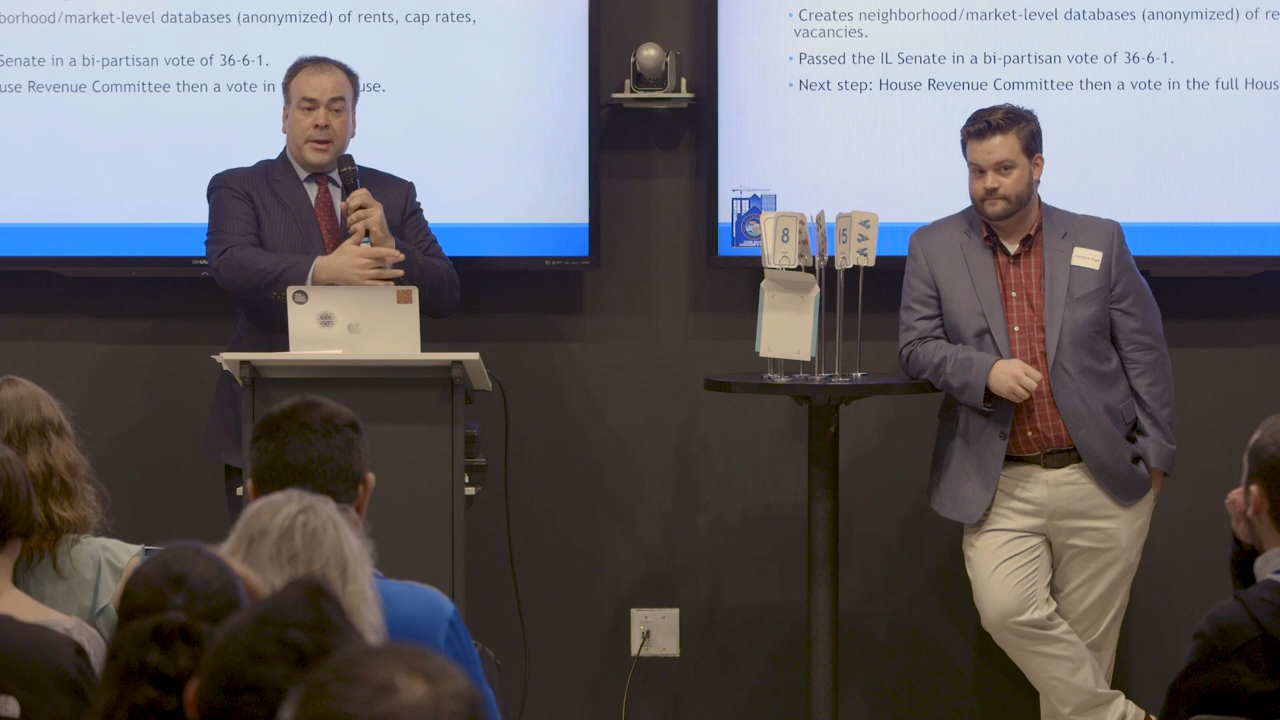 borhood/market-level databases (anonymized) of rents, cap rates,
Senate in a bi-partisan vote of 36-6-1.
use Revenue Committee then a vote in
use.
• Creates neighborhood/market-level databases (anonymized) of re
vacancies.
• Passed the IL Senate in a bi-partisan vote of 36-6-1.
• Next step: House Revenue Committee then a vote in the full Hous
8
15